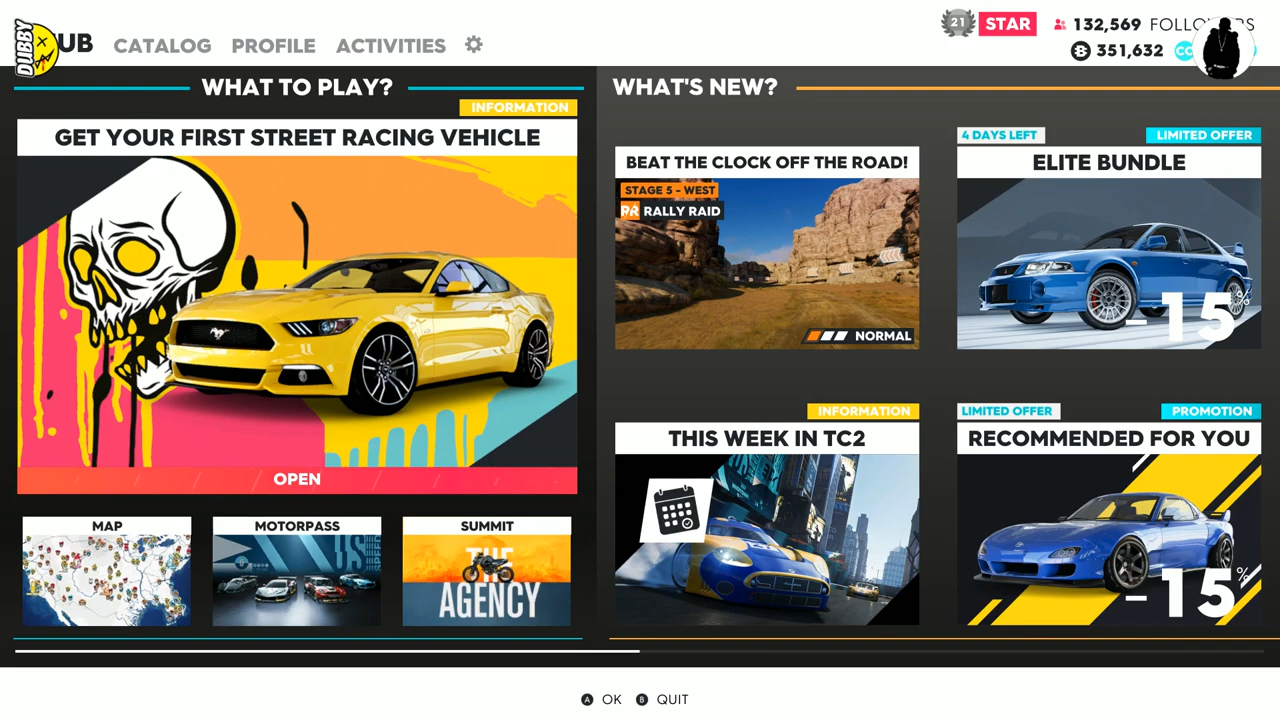 DUBBY
UB
CATALOG
PROFILE
ACTIVITIES
21
STAR
132,569 FOLLOWERS
351,632
WHAT TO PLAY?
INFORMATION
GET YOUR FIRST STREET RACING VEHICLE
OPEN
MAP
MOTORPASS
SUMMIT
THE
AGENCY
WHAT'S NEW?
BEAT THE CLOCK OFF THE ROAD!
STAGE 5 - WEST
RR RALLY RAID
NORMAL
4 DAYS LEFT
LIMITED OFFER
ELITE BUNDLE
-15%
INFORMATION
THIS WEEK IN TC2
LIMITED OFFER
PROMOTION
RECOMMENDED FOR YOU
-15%
A OK B QUIT